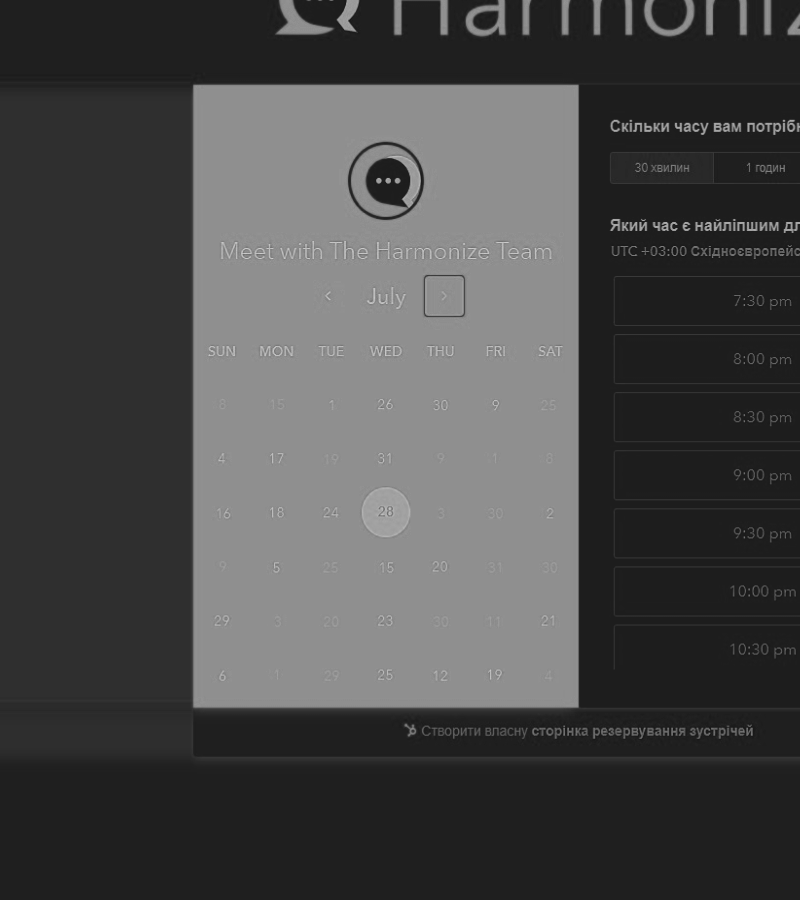 Harmoniz
Meet with The Harmonize Team
July
SUN MON TUE WED THU FRI SAT
8 15 1 26 30 9 25
4 17 19 31 9 1 8
16 18 24 28 3 30 2
9 5 25 15 20 31 30
29 3 20 23 30 11 21
6 1 29 25 12 19 4
Скільки часу вам потрібн
30 хвилин 1 годин
Який час є найліпшим дл
UTC +03:00 Східноєвропейс
7:30 pm
8:00 pm
8:30 pm
9:00 pm
9:30 pm
10:00 pm
10:30 pm
Створити власну сторінка резервування зустрічей